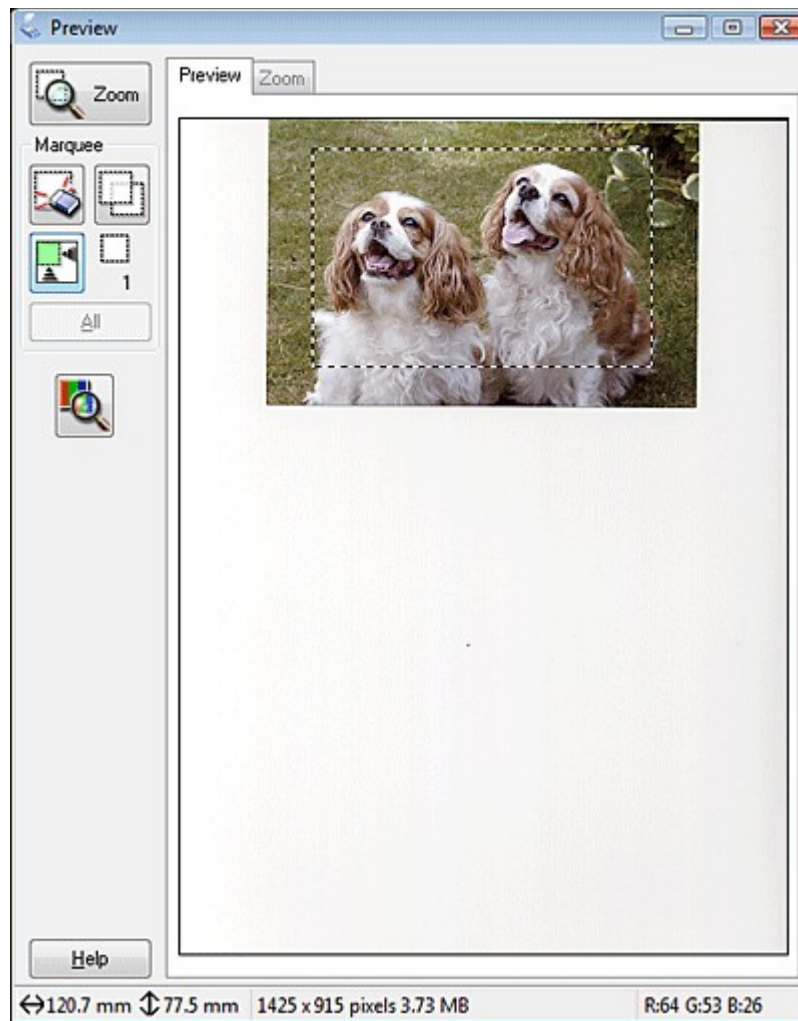 Preview
Zoom
Preview
Zoom
Marquee
1
All
Help
120.7 mm 77.5 mm 1425 x 915 pixels 3.73 MB R:64 G:53 B:26